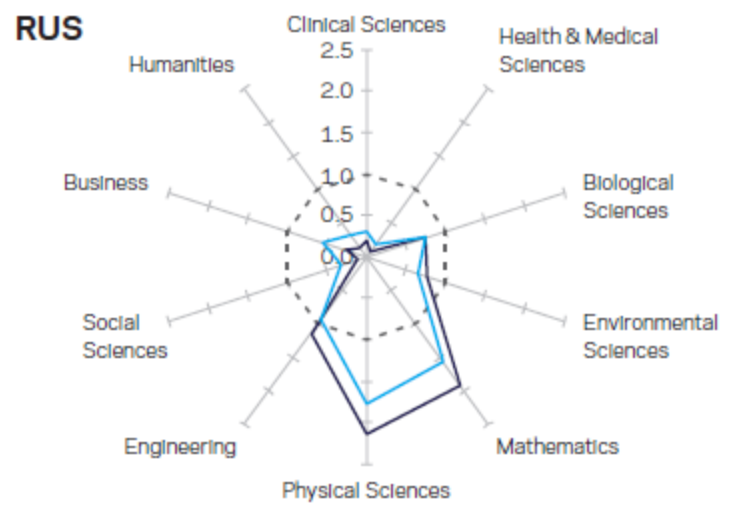 RUS
Clinical Sciences
Health & Medical
Sciences
Humanities
2.5
2.0
1.5
1.0
0.5
0.0
Business
Biological
Sciences
Social
Sciences
Environmental
Sciences
Engineering
Mathematics
Physical Sciences